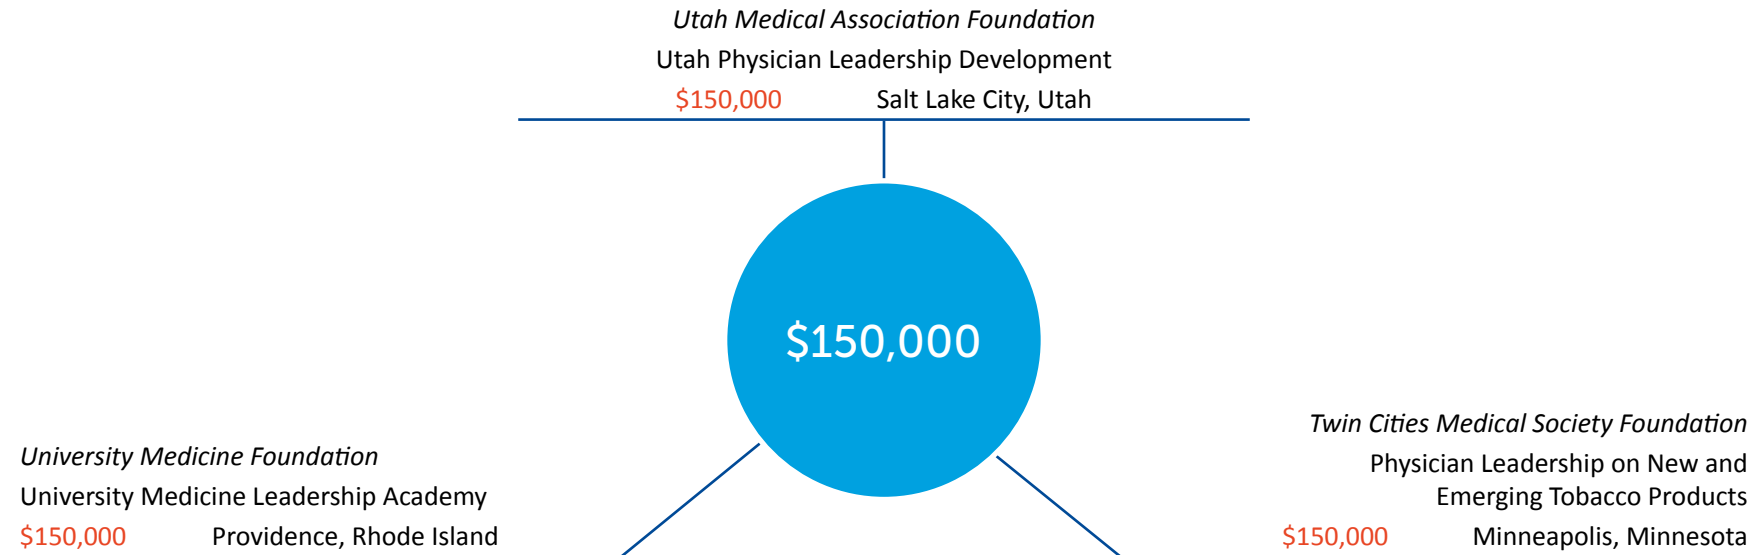 Utah Medical Association Foundation
Utah Physician Leadership Development
$150,000 Salt Lake City, Utah
$150,000
University Medicine Foundation
University Medicine Leadership Academy
$150,000 Providence, Rhode Island
Twin Cities Medical Society Foundation
Physician Leadership on New and
Emerging Tobacco Products
$150,000 Minneapolis, Minnesota